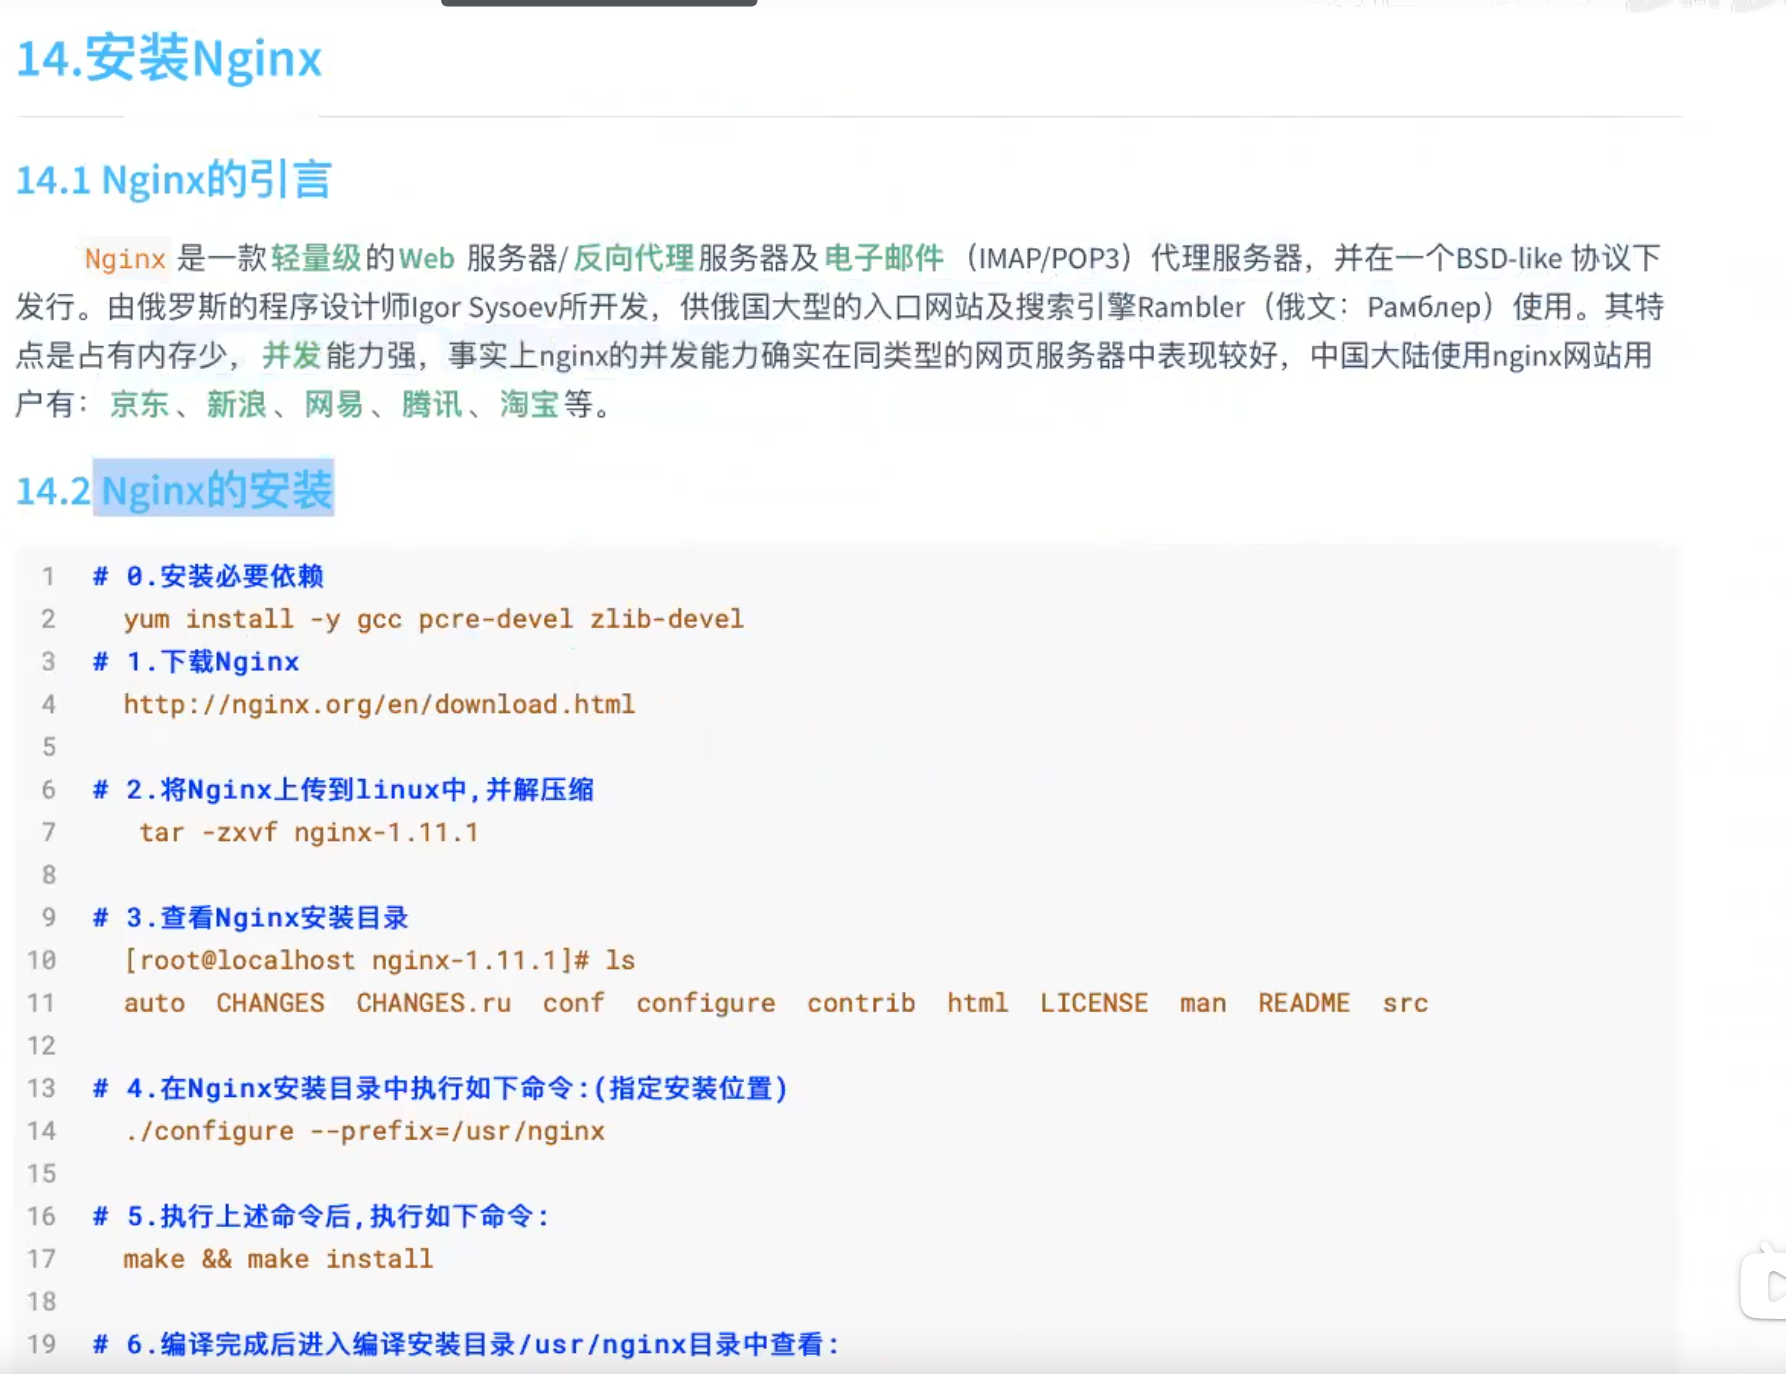 14.安装Nginx
14.1 Nginx的引言
Nginx 是一款轻量级的Web 服务器/反向代理服务器及电子邮件（IMAP/POP3）代理服务器，并在一个BSD-like 协议下
发行。由俄罗斯的程序设计师Igor Sysoev所开发，供俄国大型的入口网站及搜索引擎Rambler（俄文：Рамблер）使用。其特
点是占有内存少，并发能力强，事实上nginx的并发能力确实在同类型的网页服务器中表现较好，中国大陆使用nginx网站用
户有：京东、新浪、网易、腾讯、淘宝等。
14.2 Nginx的安装
1 # 0.安装必要依赖
2 yum install -y gcc pcre-devel zlib-devel
3 # 1.下载Nginx
4 http://nginx.org/en/download.html
5
6 # 2.将Nginx上传到linux中,并解压缩
7 tar -zxvf nginx-1.11.1
8
9 # 3.查看Nginx安装目录
10 [root@localhost nginx-1.11.1]# ls
11 auto CHANGES CHANGES.ru conf configure contrib html LICENSE man README src
12
13 # 4.在Nginx安装目录中执行如下命令:(指定安装位置)
14 ./configure --prefix=/usr/nginx
15
16 # 5.执行上述命令后,执行如下命令:
17 make && make install
18
19 # 6.编译完成后进入编译安装目录/usr/nginx目录中查看: